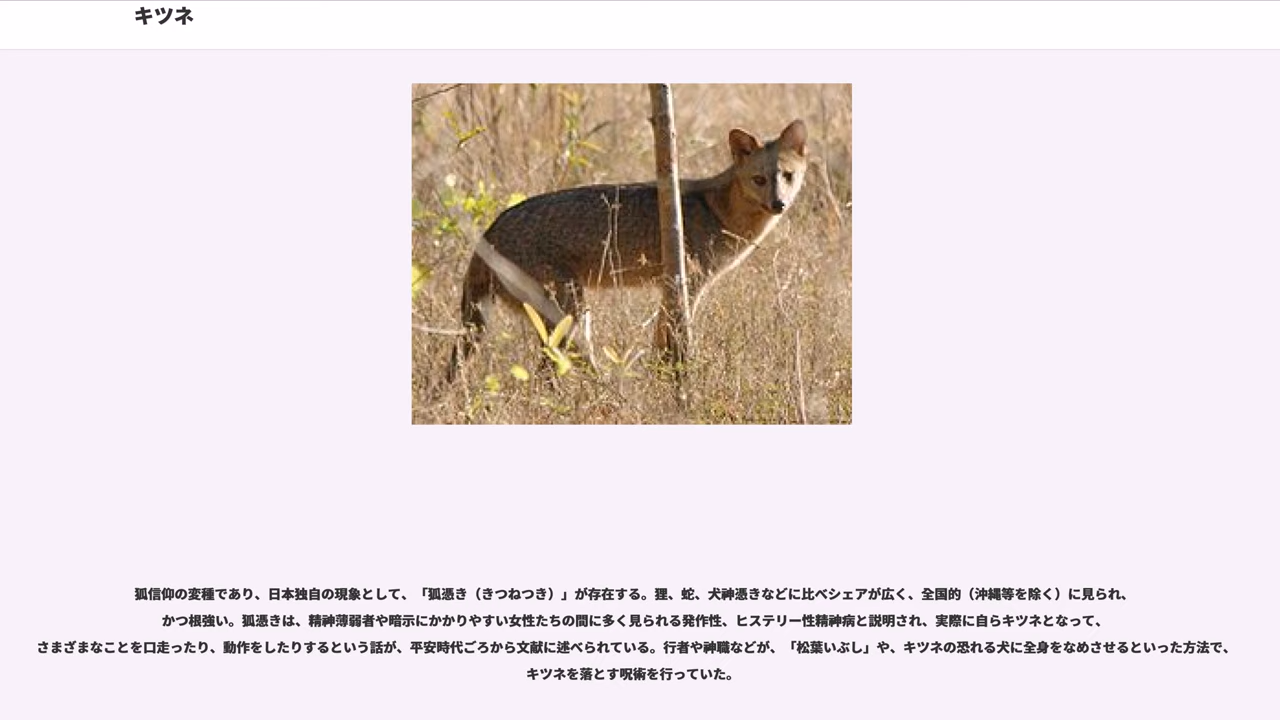 キツネ
狐信仰の変種であり、日本独自の現象として、「狐憑き（きつねつき）」が存在する。狸、蛇、犬神憑きなどに比べシェアが広く、全国的（沖縄等を除く）に見られ、
かつ根強い。狐憑きは、精神薄弱者や暗示にかかりやすい女性たちの間に多く見られる発作性、ヒステリー性精神病と説明され、実際に自らキツネとなって、
さまざまなことを口走ったり、動作をしたりするという話が、平安時代ごろから文献に述べられている。行者や神職などが、「松葉いぶし」や、キツネの恐れる犬に全身をなめさせるといった方法で、
キツネを落とす呪術を行っていた。